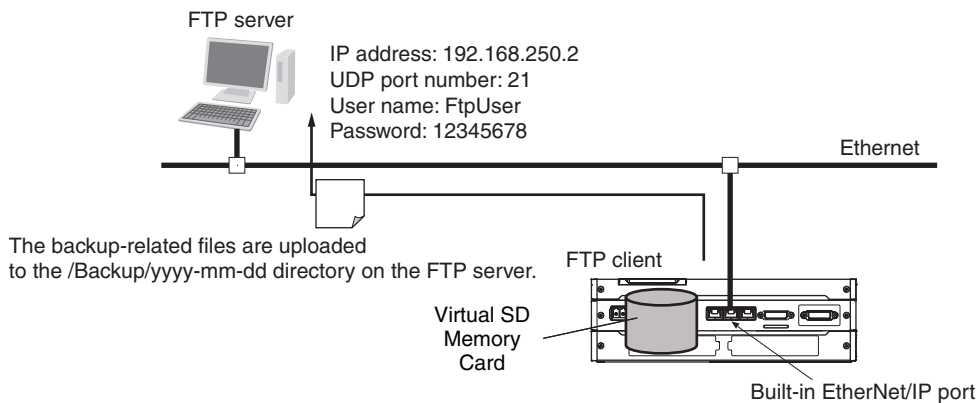 FTP server
IP address: 192.168.250.2
UDP port number: 21
User name: FtpUser
Password: 12345678
Ethernet
The backup-related files are uploaded
to the /Backup/yyyy-mm-dd directory on the FTP server.
FTP client
Virtual SD
Memory
Card
Built-in EtherNet/IP port